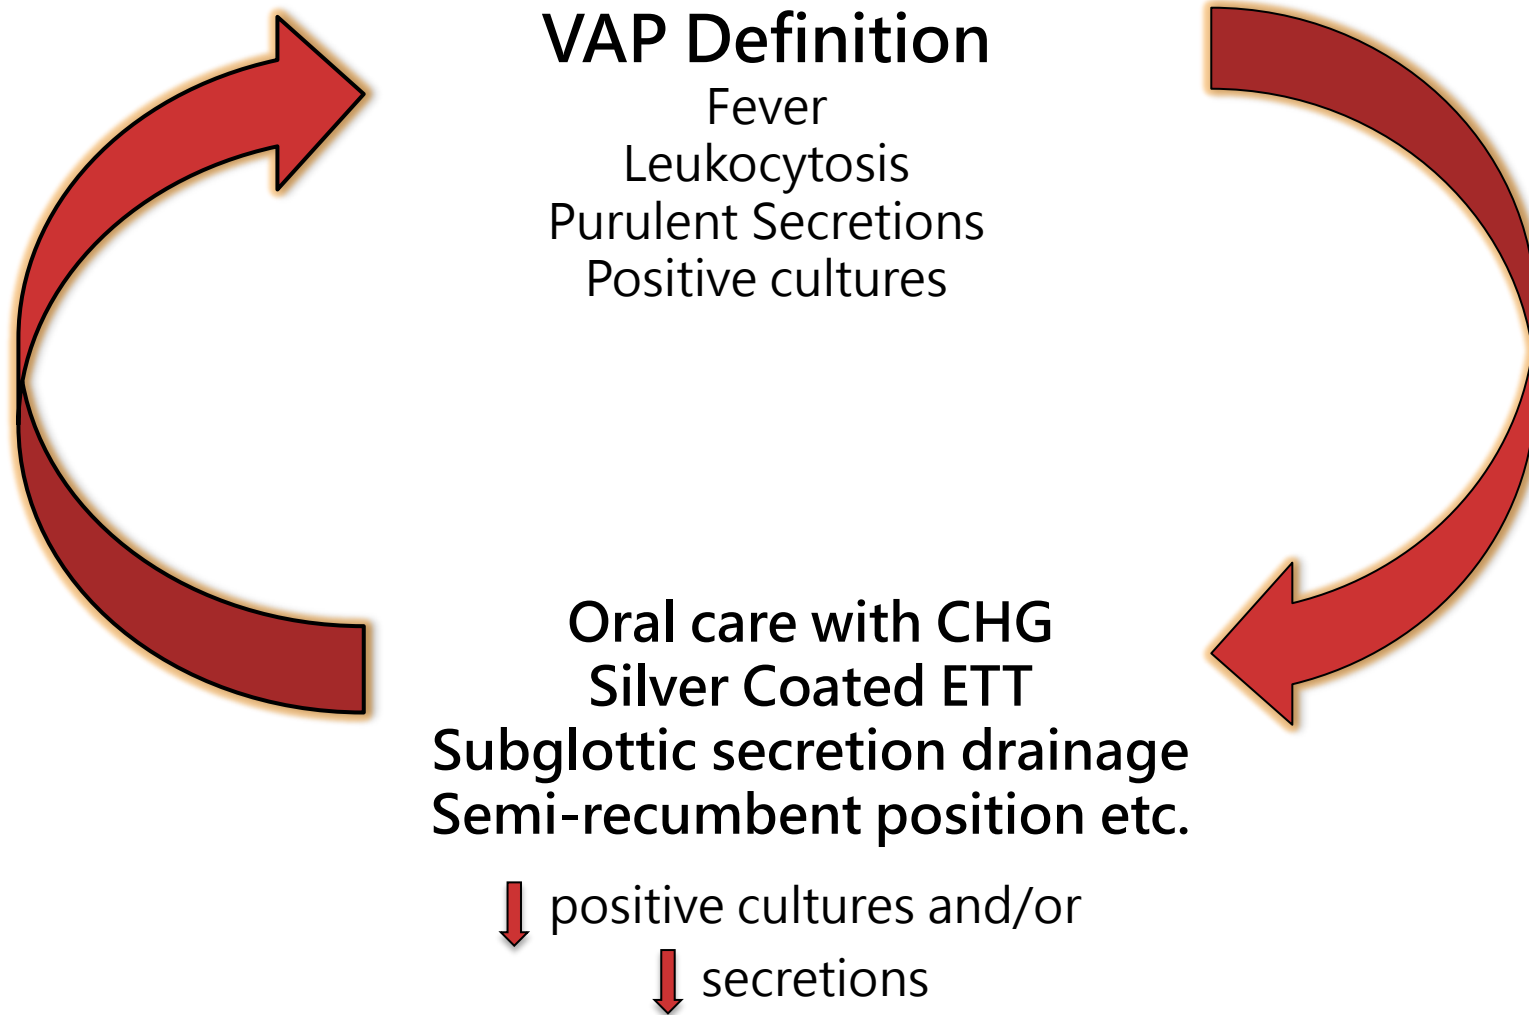 VAP Definition
Fever
Leukocytosis
Purulent Secretions
Positive cultures
Oral care with CHG
Silver Coated ETT
Subglottic secretion drainage
Semi-recumbent position etc.
positive cultures and/or
secretions